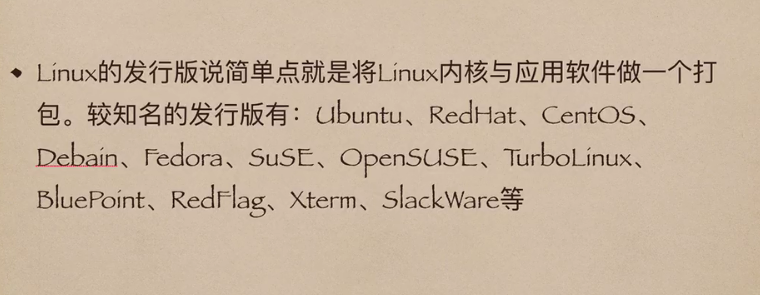 • Linux的发行版说简单点就是将Linux内核与应用软件做一个打
包。较知名的发行版有：Ubuntu、RedHat、CentOS、
Debain、Fedora、SuSE、OpenSUSE、TurboLinux、
BluePoint、RedFlag、Xterm、SlackWare等